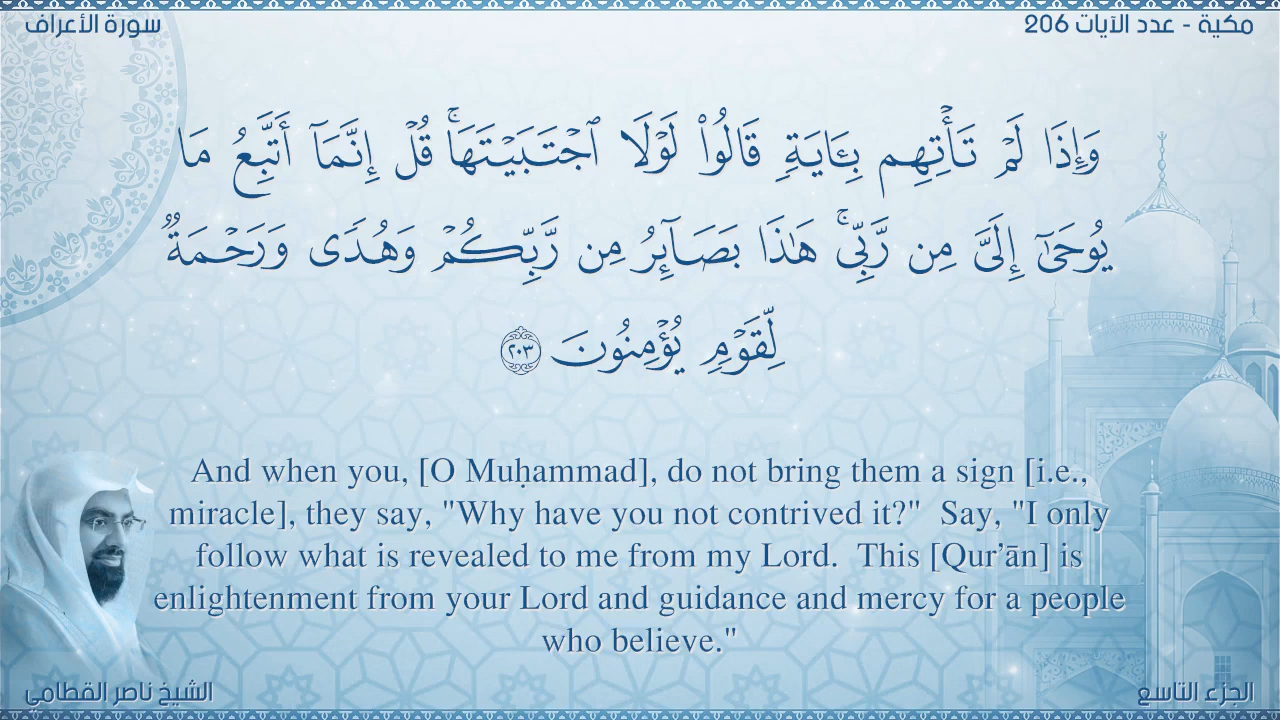 مكية - عدد الآيات 206
سورة الأعراف
وَإِذَا لَمْ تَأْتِهِم بِـَٔايَةٍ قَالُوا۟ لَوْلَا ٱجْتَبَيْتَهَا ۚ قُلْ إِنَّمَآ أَتَّبِعُ مَا
يُوحَىٰٓ إِلَىَّ مِن رَّبِّى ۚ هَٰذَا بَصَآئِرُ مِن رَّبِّكُمْ وَهُدًى وَرَحْمَةٌ
لِّقَوْمٍ يُؤْمِنُونَ ٢٠٣
And when you, [O Muḥammad], do not bring them a sign [i.e.,
miracle], they say, "Why have you not contrived it?"  Say, "I only
follow what is revealed to me from my Lord.  This [Qur’ān] is
enlightenment from your Lord and guidance and mercy for a people
who believe."
الجزء التاسع
الشيخ ناصر القطامي